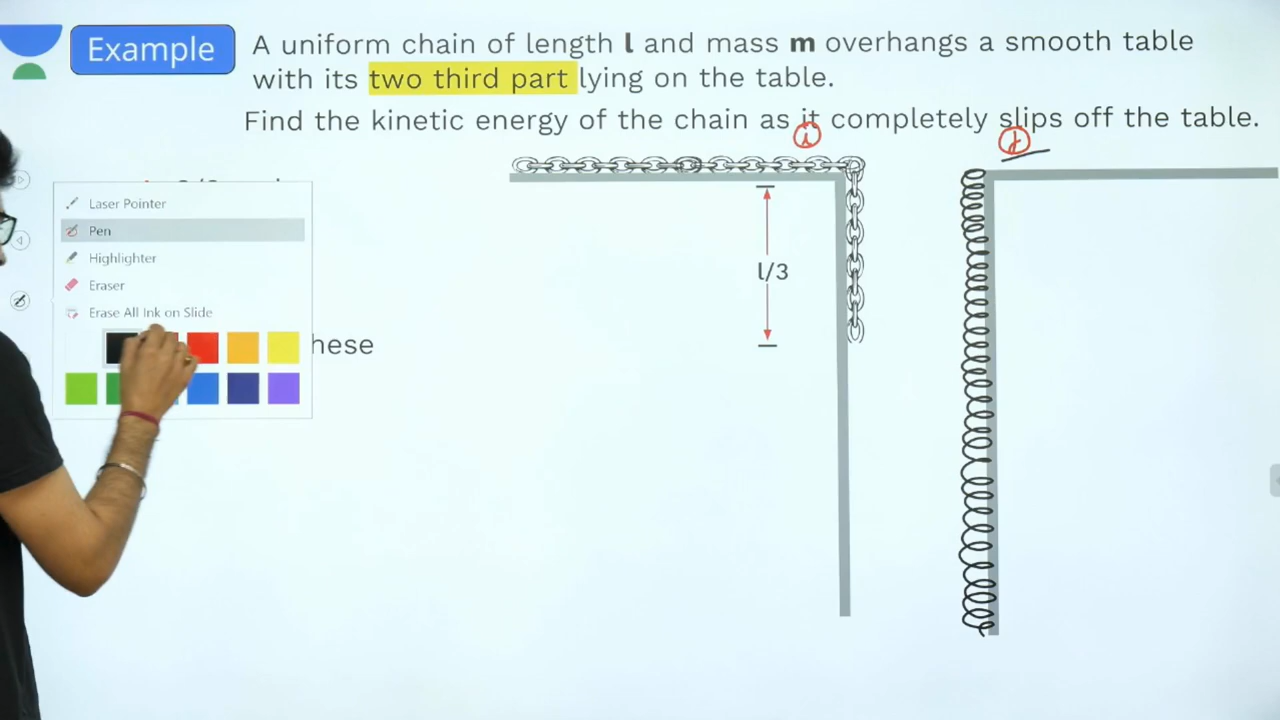 Example
A uniform chain of length l and mass m overhangs a smooth table
with its two third part lying on the table.
Find the kinetic energy of the chain as it completely slips off the table.
i
f
Laser Pointer
Pen
Highlighter
Eraser
Erase All Ink on Slide
l/3
hese